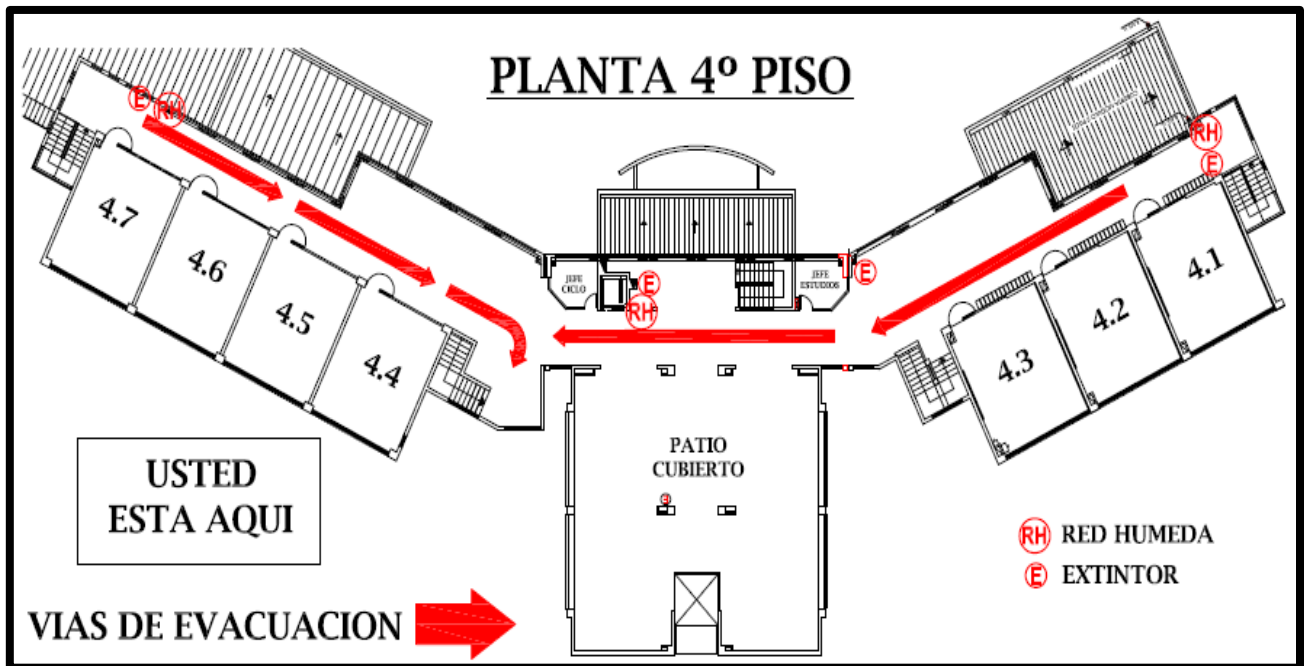 PLANTA 4º PISO
E
RH
RH
E
4.7
4.6
4.5
4.4
JEFE
CICLO
E
RH
JEFE
ESTUDIOS
E
4.1
4.2
4.3
PATIO
CUBIERTO
E
USTED
ESTA AQUI
RH RED HUMEDA
E EXTINTOR
VIAS DE EVACUACION